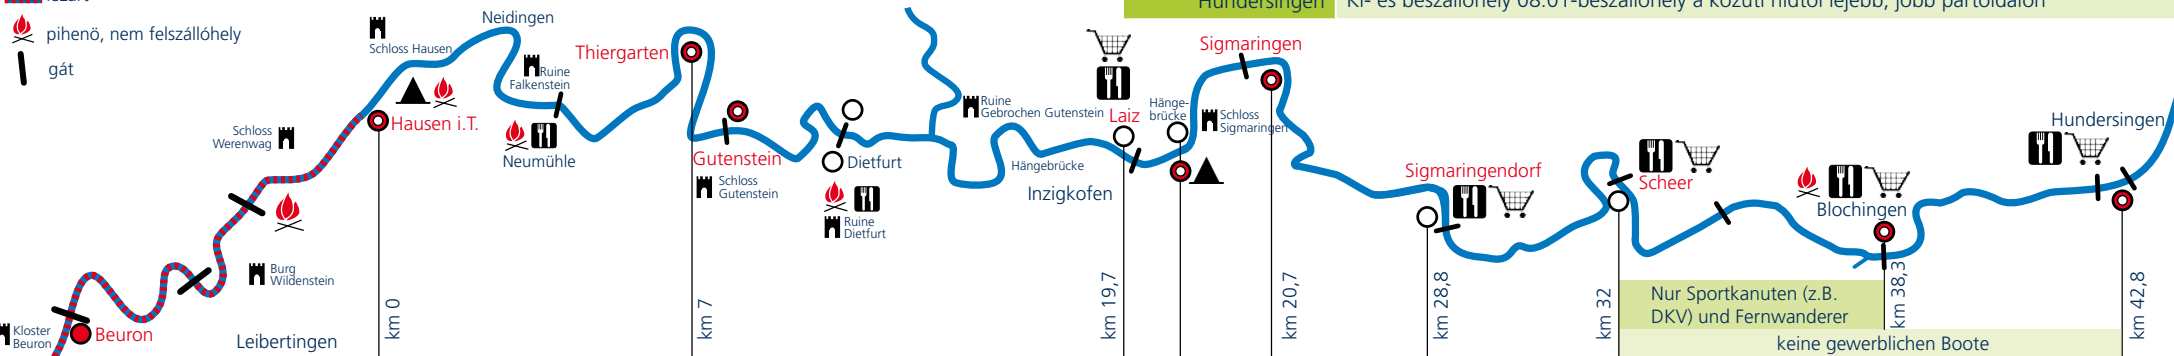 pihenö, nem felszállóhely
gát
Hundersingen
Ki- és beszállóhely 08.01-beszállóhely a közúti hídtól lejebb, jobb partoldalon
Neidingen
Schloss Hausen
Ruine
Falkenstein
Thiergarten
Hausen i.T.
Schloss
Werenwag
Neumühle
Gutenstein
Schloss
Gutenstein
Dietfurt
Ruine
Dietfurt
Ruine
Gebrochen Gutenstein
Hängebrücke
Inzigkofen
Laiz
Hänge-
brücke
Sigmaringen
Schloss
Sigmaringen
Sigmaringendorf
Scheer
Blochingen
Hundersingen
Burg
Wildenstein
Kloster
Beuron
Beuron
Leibertingen
km 0
km 7
km 19,7
km 20,7
km 28,8
km 32
km 38,3
km 42,8
Nur Sportkanuten (z.B.
DKV) und Fernwanderer
keine gewerblichen Boote